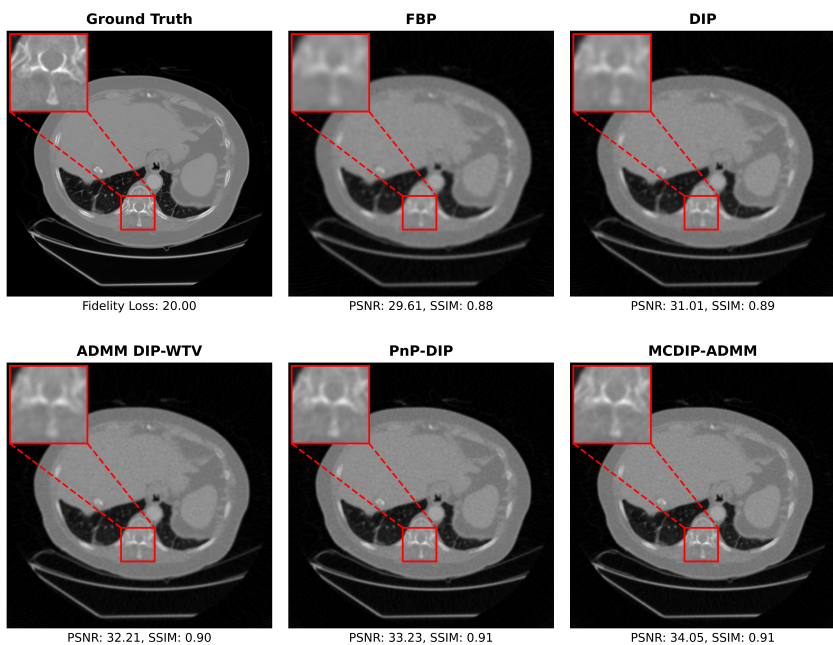 Ground Truth
FBP
DIP
Fidelity Loss: 20.00
PSNR: 29.61, SSIM: 0.88
PSNR: 31.01, SSIM: 0.89
ADMM DIP-WTV
PnP-DIP
MCDIP-ADMM
PSNR: 32.21, SSIM: 0.90
PSNR: 33.23, SSIM: 0.91
PSNR: 34.05, SSIM: 0.91